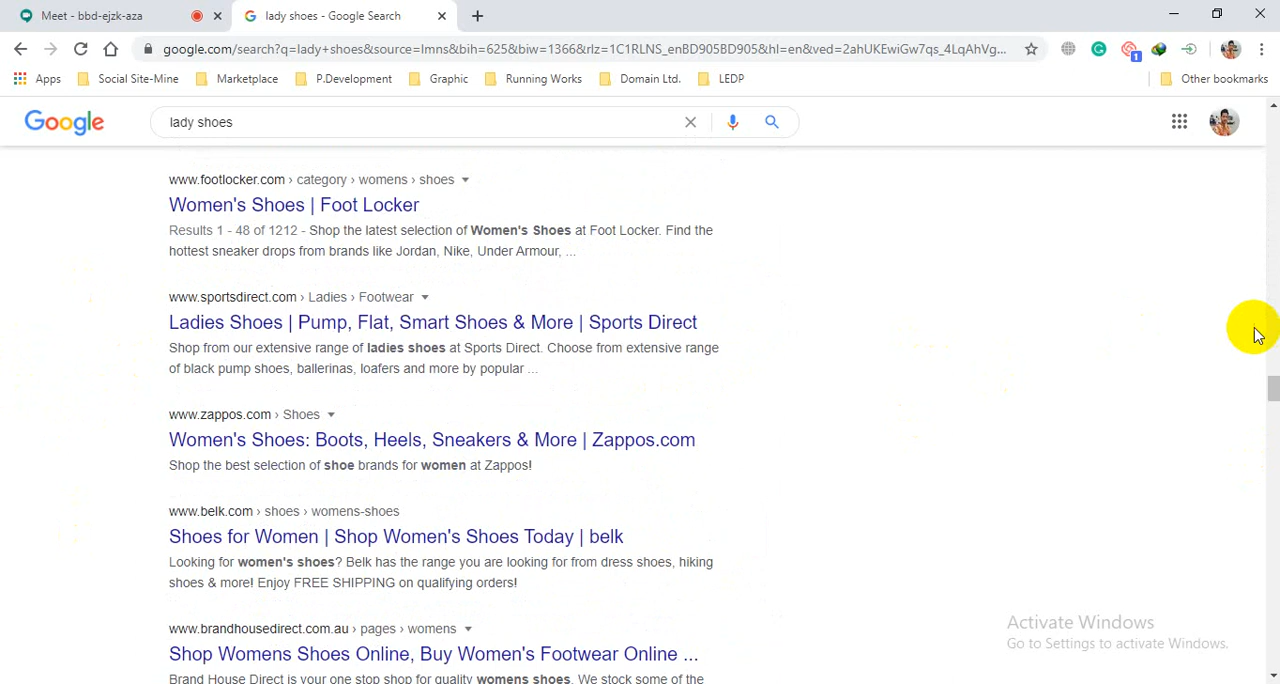 Meet - bbd-ejzk-aza
lady shoes - Google Search
google.com/search?q=lady+shoes&source=lmns&bih=625&biw=1366&rlz=1C1RLNS_enBD905BD905&hl=en&ved=2ahUKEwiGw7qs_4LqAhVg...
1
Apps Social Site-Mine Marketplace P.Development Graphic Running Works Domain Ltd. LEDP Other bookmarks
Google lady shoes
www.footlocker.com › category › womens › shoes
Women's Shoes | Foot Locker
Results 1 - 48 of 1212 - Shop the latest selection of Women's Shoes at Foot Locker. Find the
hottest sneaker drops from brands like Jordan, Nike, Under Armour, ...
www.sportsdirect.com › Ladies › Footwear
Ladies Shoes | Pump, Flat, Smart Shoes & More | Sports Direct
Shop from our extensive range of ladies shoes at Sports Direct. Choose from extensive range
of black pump shoes, ballerinas, loafers and more by popular ...
www.zappos.com › Shoes
Women's Shoes: Boots, Heels, Sneakers & More | Zappos.com
Shop the best selection of shoe brands for women at Zappos!
www.belk.com › shoes › womens-shoes
Shoes for Women | Shop Women's Shoes Today | belk
Looking for women's shoes? Belk has the range you are looking for from dress shoes, hiking
shoes & more! Enjoy FREE SHIPPING on qualifying orders!
www.brandhousedirect.com.au › pages › womens
Shop Womens Shoes Online, Buy Women's Footwear Online ...
Brand House Direct is your one stop shop for quality womens shoes. We stock some of the
Activate Windows
Go to Settings to activate Windows.